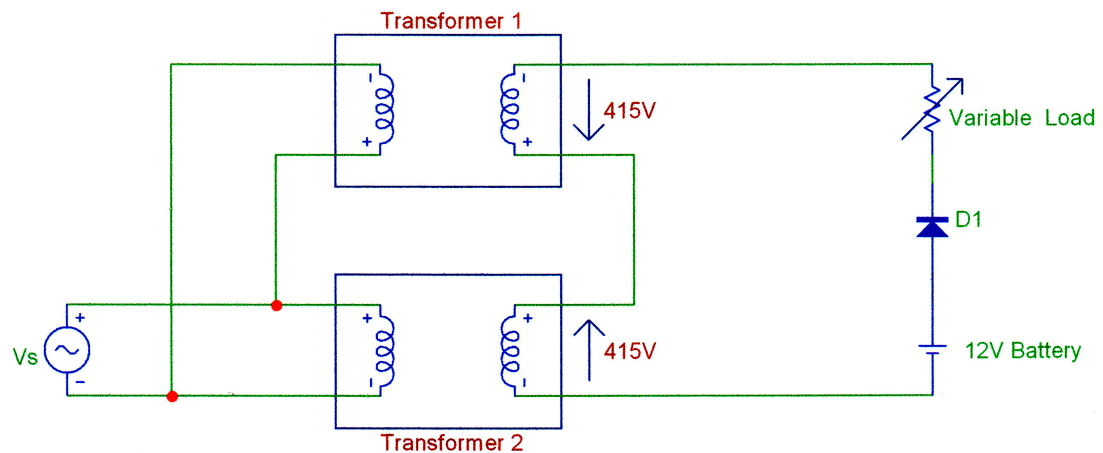 Transformer 1
- -
415V
+ +
Variable Load
D1
+ + +
Vs
415V
12V Battery
- - -
Transformer 2